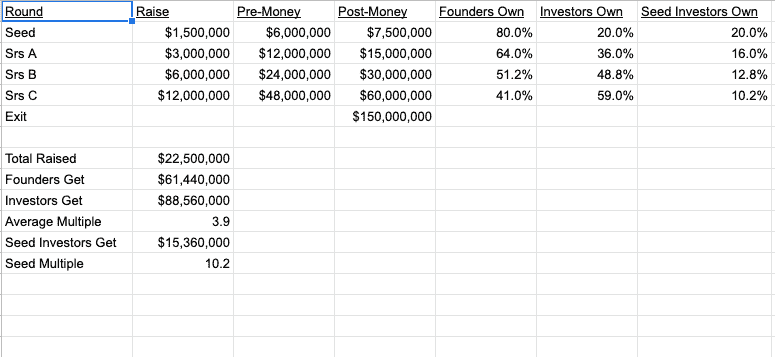 Round Raise Pre-Money Post-Money Founders Own Investors Own Seed Investors Own
Seed $1,500,000 $6,000,000 $7,500,000 80.0% 20.0% 20.0%
Srs A $3,000,000 $12,000,000 $15,000,000 64.0% 36.0% 16.0%
Srs B $6,000,000 $24,000,000 $30,000,000 51.2% 48.8% 12.8%
Srs C $12,000,000 $48,000,000 $60,000,000 41.0% 59.0% 10.2%
Exit $150,000,000
Total Raised $22,500,000
Founders Get $61,440,000
Investors Get $88,560,000
Average Multiple 3.9
Seed Investors Get $15,360,000
Seed Multiple 10.2